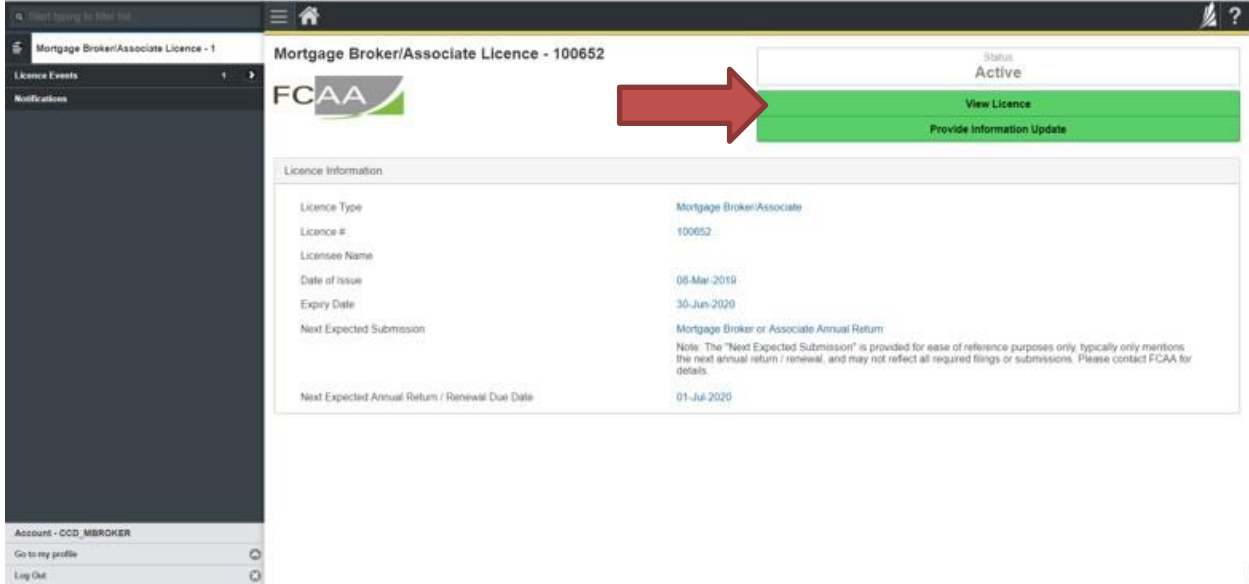 Start typing to filter list
Mortgage Broker/Associate Licence - 1
Licence Events 1
Notifications
Account - CCD_MBROKER
Go to my profile
Log Out
?
Mortgage Broker/Associate Licence - 100652
FCAA
Status
Active
View Licence
Provide Information Update
Licence Information
Licence Type Mortgage Broker/Associate
Licence # 100652
Licensee Name
Date of Issue 08-Mar-2019
Expiry Date 30-Jun-2020
Next Expected Submission Mortgage Broker or Associate Annual Return
Note: The "Next Expected Submission" is provided for ease of reference purposes only, typically only mentions
the next annual return / renewal, and may not reflect all required filings or submissions. Please contact FCAA for
details.
Next Expected Annual Return / Renewal Due Date 01-Jul-2020